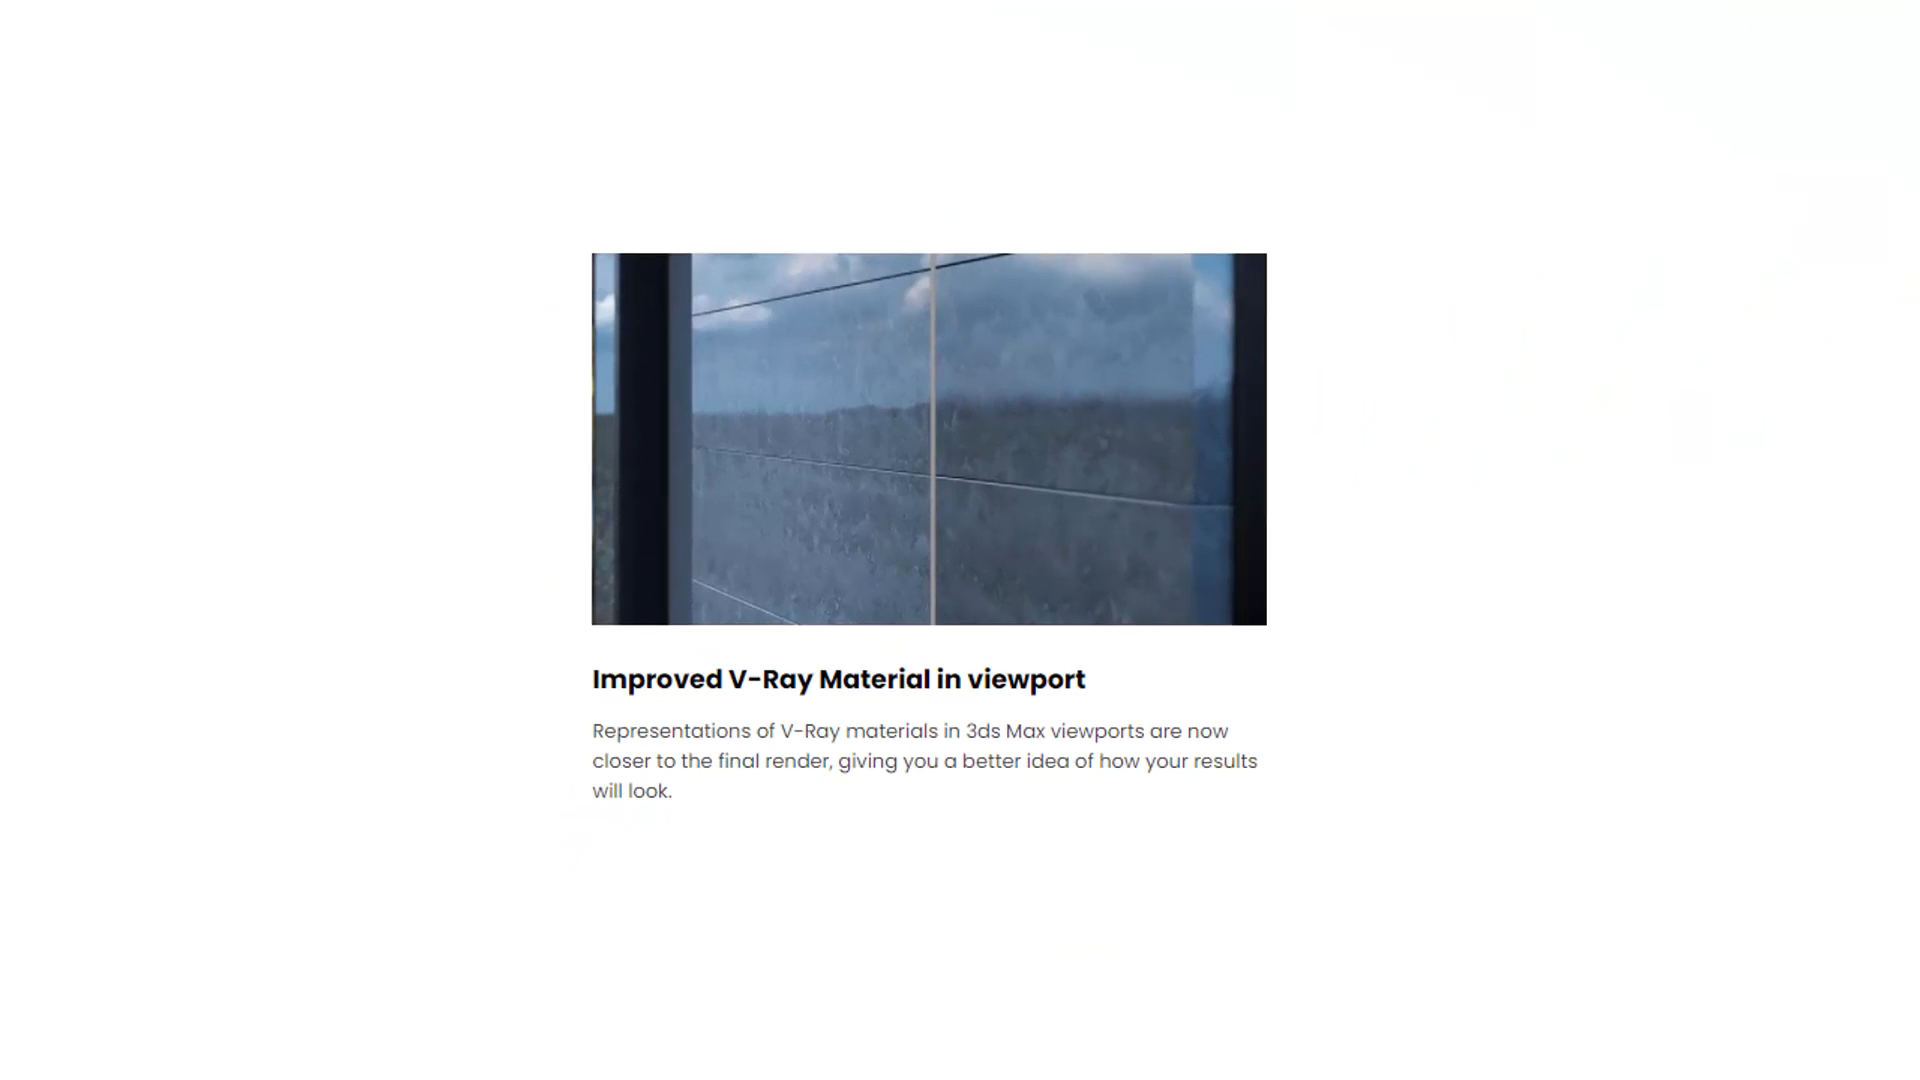 Improved V-Ray Material in viewport
Representations of V-Ray materials in 3ds Max viewports are now
closer to the final render, giving you a better idea of how your results
will look.